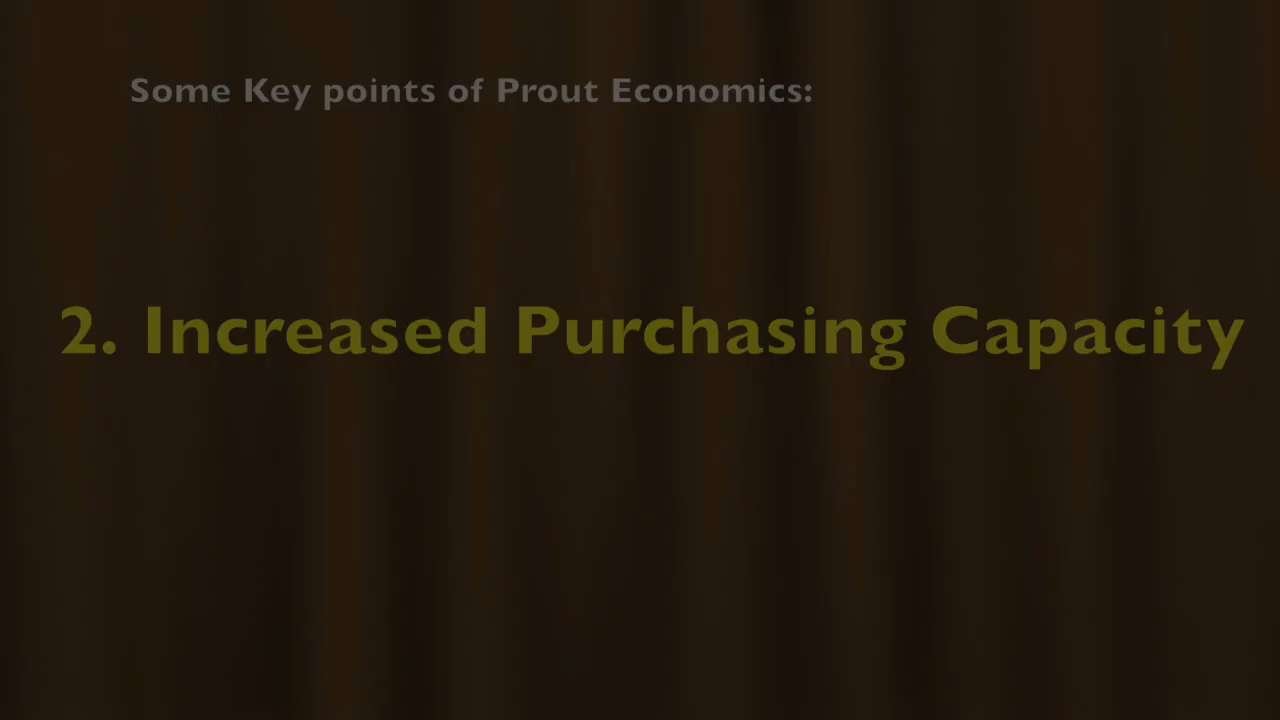 Some Key points of Prout Economics:
2. Increased Purchasing Capacity